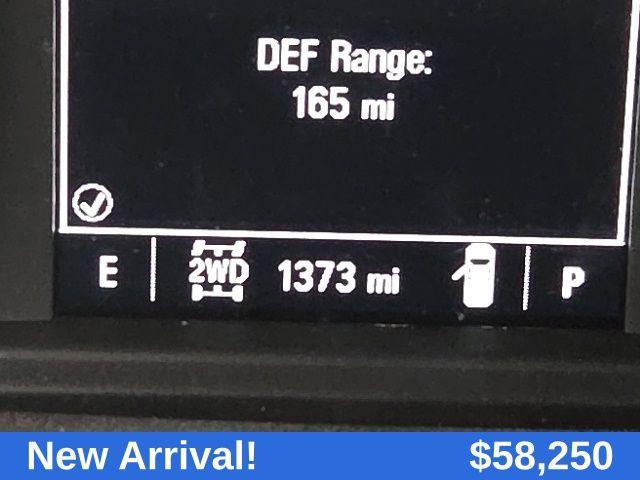 DEF Range:
165 mi
E 2WD 1373 mi P
New Arrival! $58,250